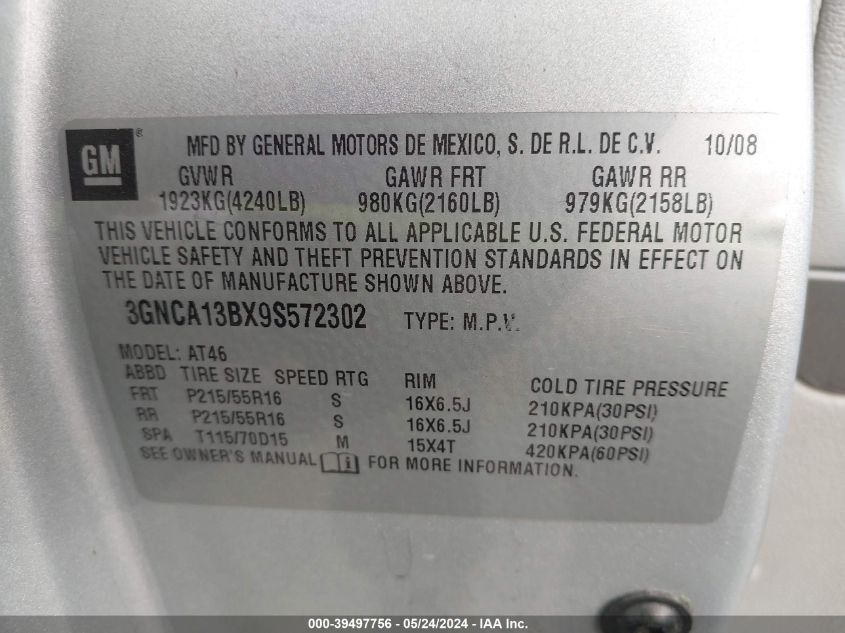 GM ® MFD BY GENERAL MOTORS DE MEXICO, S. DE R.L. DE C.V. 10/08
GVWR GAWR FRT GAWR RR
1923KG(4240LB) 980KG(2160LB) 979KG(2158LB)
THIS VEHICLE CONFORMS TO ALL APPLICABLE U.S. FEDERAL MOTOR
VEHICLE SAFETY AND THEFT PREVENTION STANDARDS IN EFFECT ON
THE DATE OF MANUFACTURE SHOWN ABOVE.
3GNCA13BX9S572302 TYPE: M.P.V.
MODEL: AT46
ABBD TIRE SIZE SPEED RTG RIM COLD TIRE PRESSURE
FRT P215/55R16 S 16X6.5J 210KPA(30PSI)
RR P215/55R16 S 16X6.5J 210KPA(30PSI)
SPA T115/70D15 M 15X4T 420KPA(60PSI)
SEE OWNER'S MANUAL i FOR MORE INFORMATION.
000-39497756 - 05/24/2024 - IAA Inc.